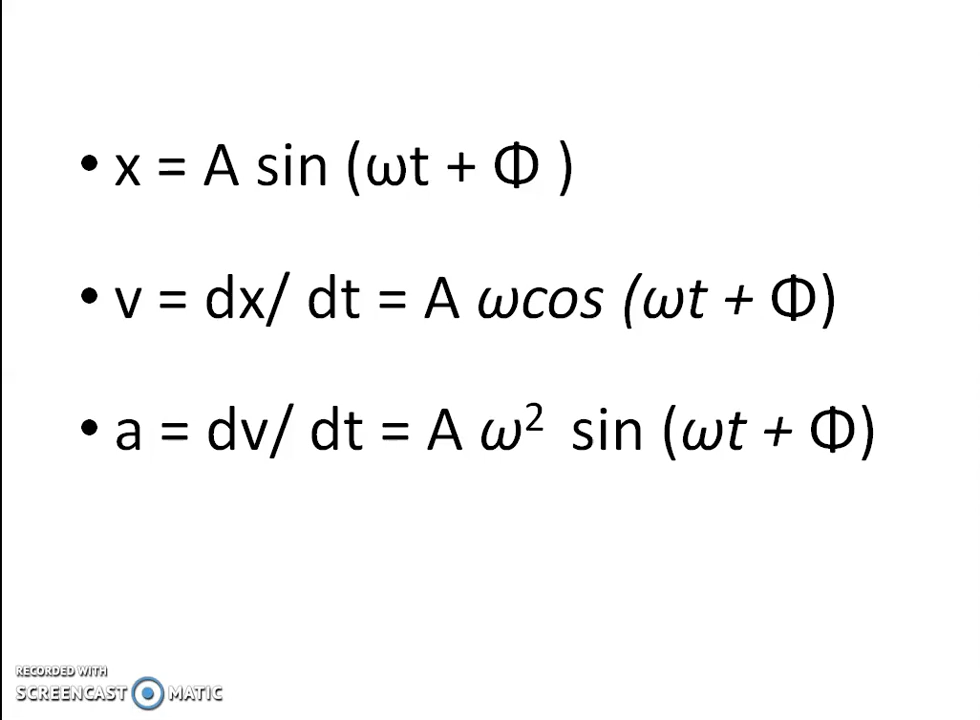 • x = A sin (ωt + Φ )
• v = dx/ dt = A ωcos (ωt + Φ)
• a = dv/ dt = A ω² sin (ωt + Φ)
RECORDED WITH
SCREENCAST MATIC